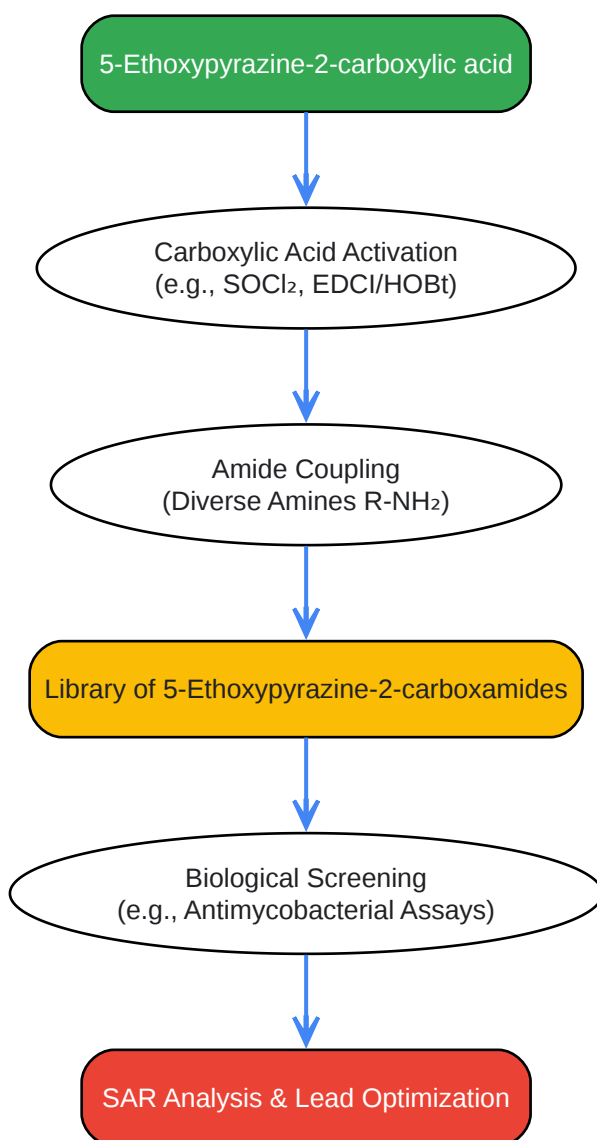 5-Ethoxypyrazine-2-carboxylic acid
Carboxylic Acid Activation
(e.g., SOCl₂, EDCI/HOBt)
Amide Coupling
(Diverse Amines R-NH₂)
Library of 5-Ethoxypyrazine-2-carboxamides
Biological Screening
(e.g., Antimycobacterial Assays)
SAR Analysis & Lead Optimization